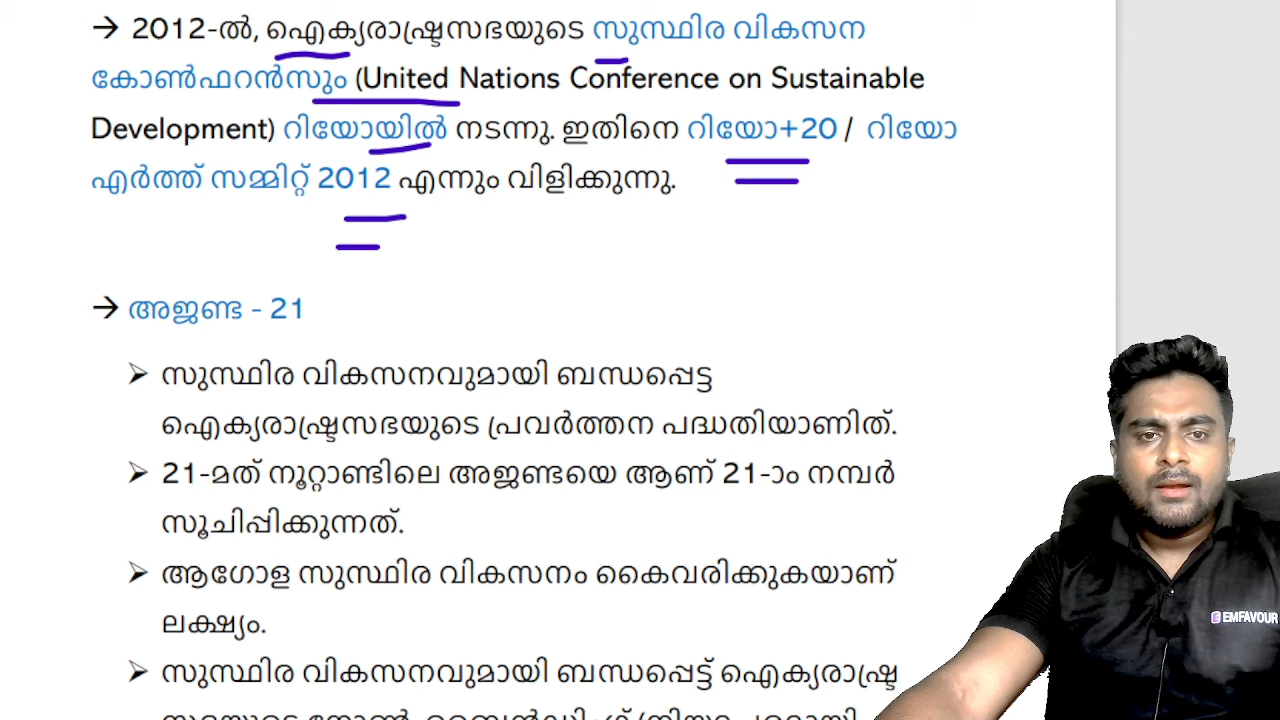 → 2012-ൽ, ഐക്യരാഷ്ട്രസഭയുടെ സുസ്ഥിര വികസന
കോൺഫറൻസും (United Nations Conference on Sustainable
Development) റിയോയിൽ നടന്നു. ഇതിനെ റിയോ+20 / റിയോ
എർത്ത് സമ്മിറ്റ് 2012 എന്നും വിളിക്കുന്നു.
→ അജണ്ട - 21
➢ സുസ്ഥിര വികസനവുമായി ബന്ധപ്പെട്ട
ഐക്യരാഷ്ട്രസഭയുടെ പ്രവർത്തന പദ്ധതിയാണിത്.
➢ 21-മത് നൂറ്റാണ്ടിലെ അജണ്ടയെ ആണ് 21-ാം നമ്പർ
സൂചിപ്പിക്കുന്നത്.
➢ ആഗോള സുസ്ഥിര വികസനം കൈവരിക്കുകയാണ്
ലക്ഷ്യം.
➢ സുസ്ഥിര വികസനവുമായി ബന്ധപ്പെട്ട് ഐക്യരാഷ്ട്ര
EMFAVOUR